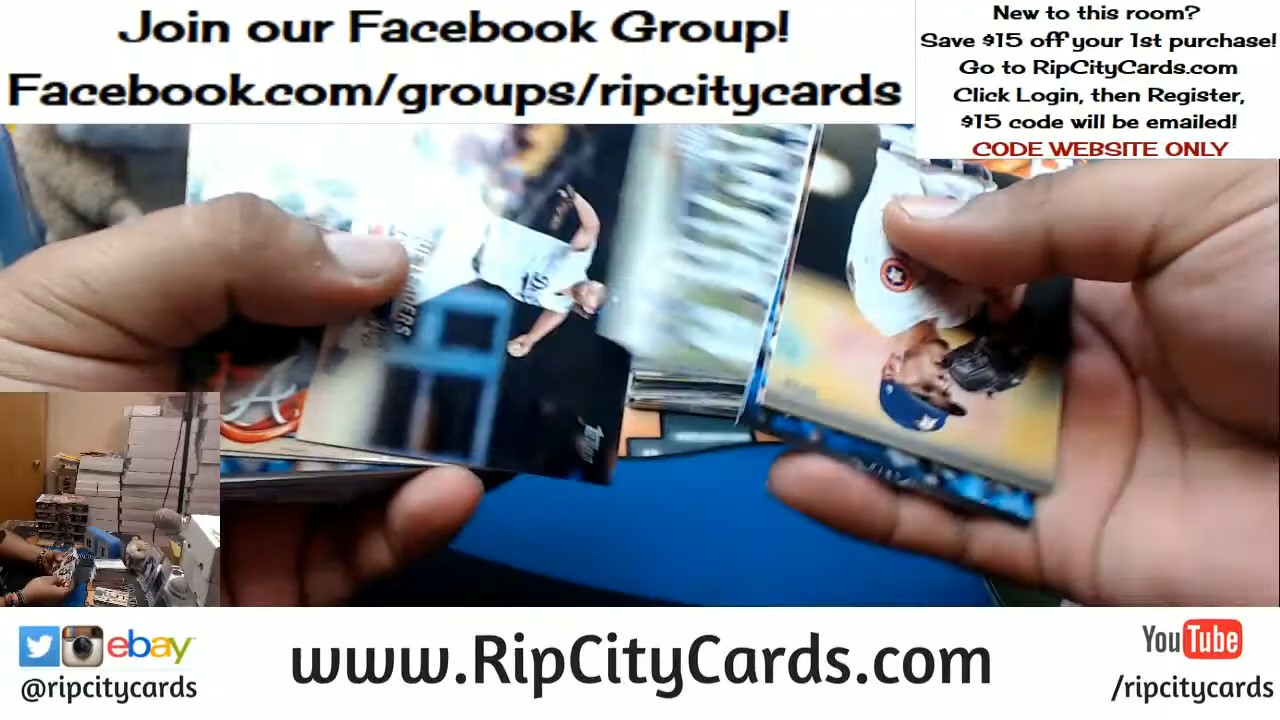 Join our Facebook Group!
Facebook.com/groups/ripcitycards
New to this room?
Save $15 off your 1st purchase!
Go to RipCityCards.com
Click Login, then Register,
$15 code will be emailed!
CODE WEBSITE ONLY
ebay
@ripcitycards
www.RipCityCards.com
YouTube
/ripcitycards